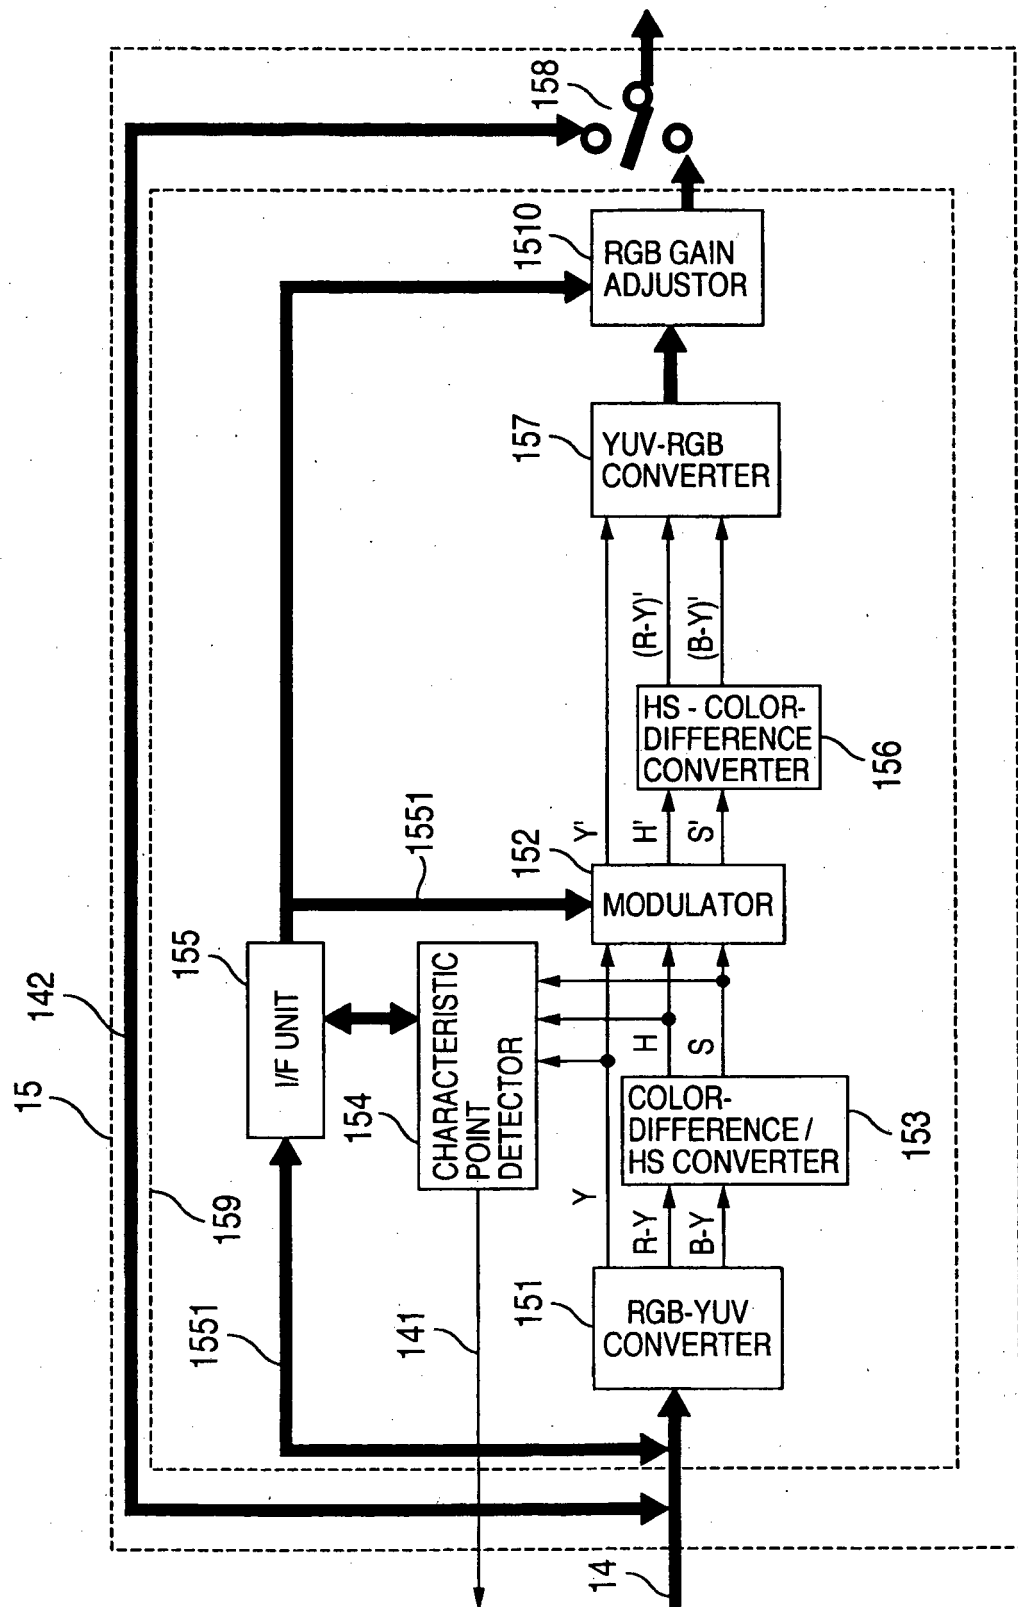 15
142
159
1551
155
I/F UNIT
154
CHARACTERISTIC
POINT
DETECTOR
141
14
151
RGB-YUV
CONVERTER
Y
R-Y
B-Y
COLOR-
DIFFERENCE/
HS CONVERTER
153
H
S
1551
152
MODULATOR
Y'
H'
S'
HS - COLOR-
DIFFERENCE
CONVERTER
156
(R-Y)'
(B-Y)'
157
YUV-RGB
CONVERTER
1510
RGB GAIN
ADJUSTOR
158